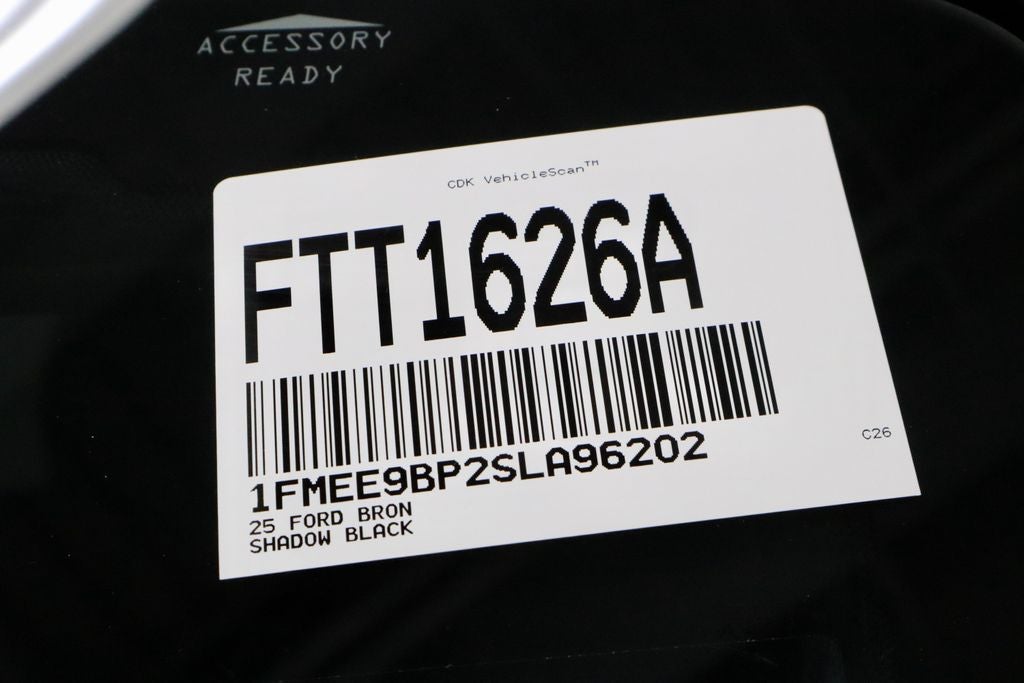 ACCESSORY
READY
CDK VehicleScan™
FTT1626A
1FMEE9BP2SLA96202
C26
25 FORD BRON
SHADOW BLACK